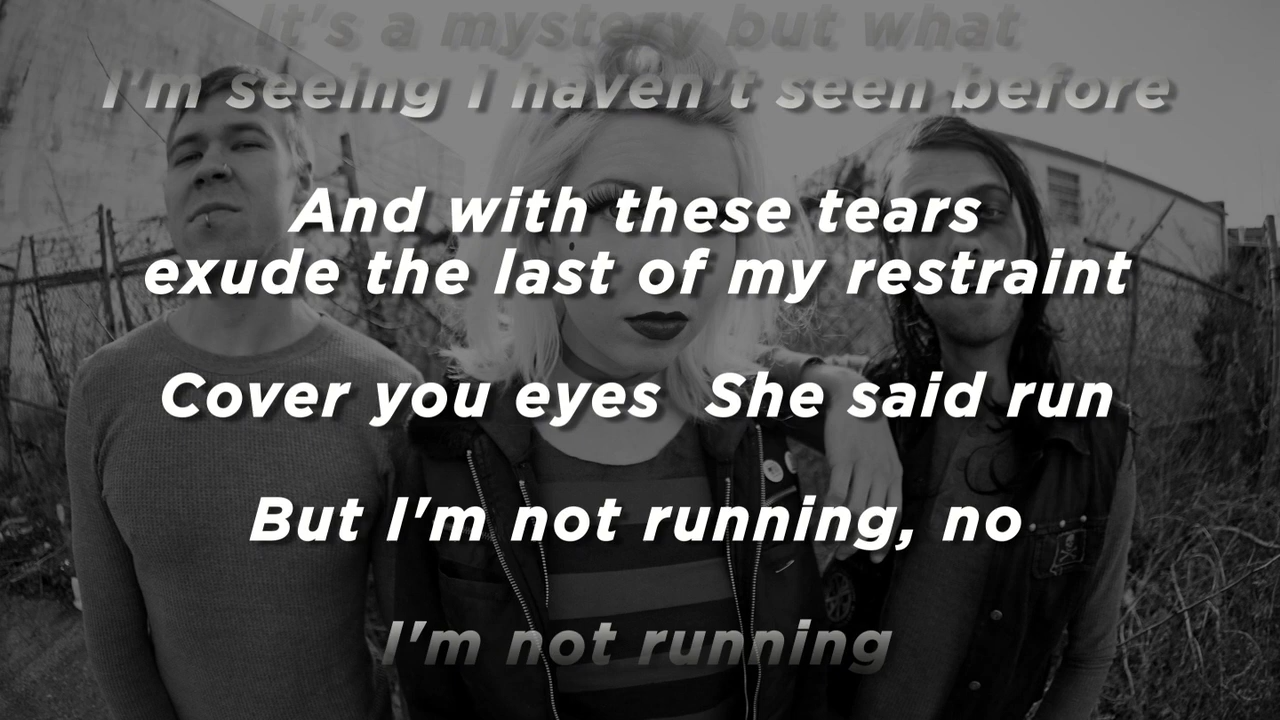 It's a mystery but what
I'm seeing I haven't seen before
And with these tears
exude the last of my restraint
Cover you eyes  She said run
But I'm not running, no
I'm not running